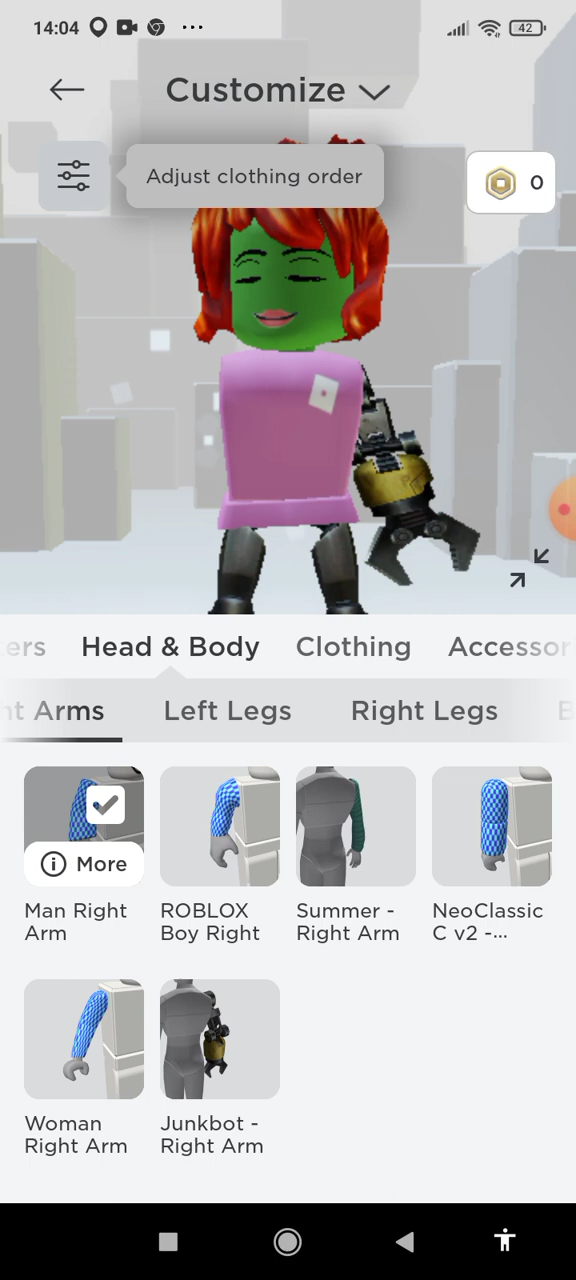 14:04
42
Customize
Adjust clothing order
0
ers Head & Body Clothing Accessor
ht Arms Left Legs Right Legs B
More
Man Right
Arm
ROBLOX
Boy Right
Summer -
Right Arm
NeoClassic
C v2 -...
Woman
Right Arm
Junkbot -
Right Arm